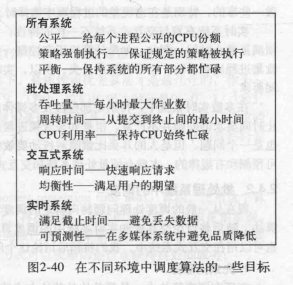 所有系统
公平——给每个进程公平的CPU份额
策略强制执行——保证规定的策略被执行
平衡——保持系统的所有部分都忙碌
批处理系统
吞吐量——每小时最大作业数
周转时间——从提交到终止间的最小时间
CPU利用率——保持CPU始终忙碌
交互式系统
响应时间——快速响应请求
均衡性——满足用户的期望
实时系统
满足截止时间——避免丢失数据
可预测性——在多媒体系统中避免品质降低
图2-40 在不同环境中调度算法的一些目标